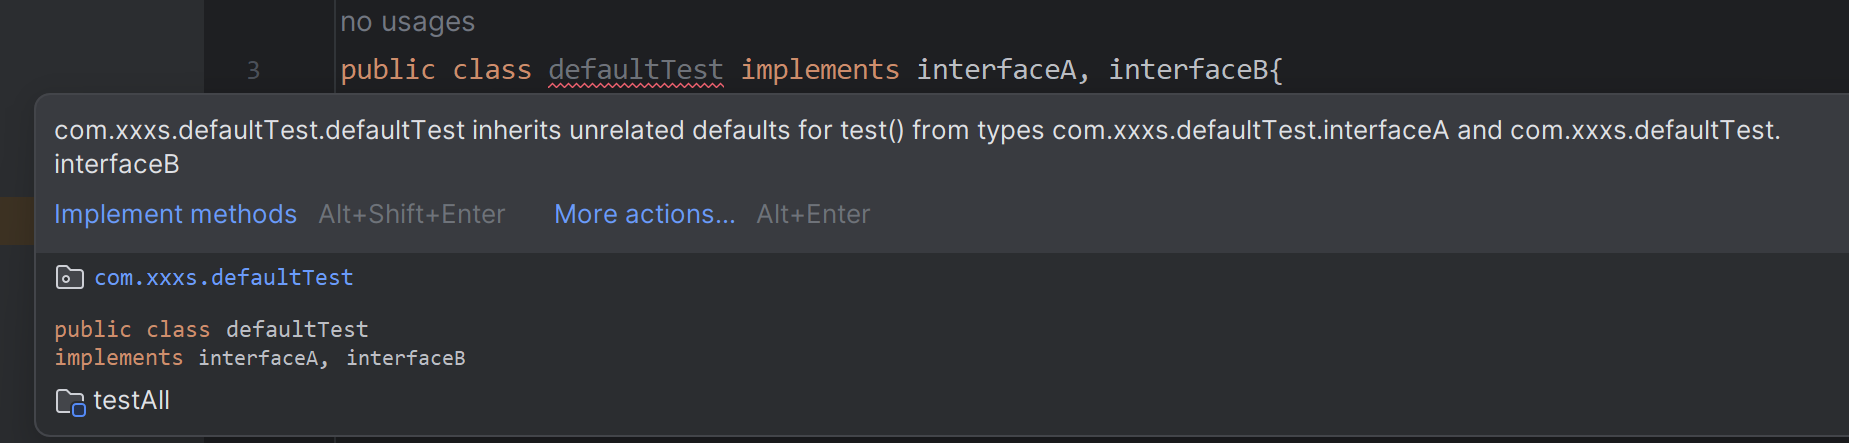 no usages
3 public class defaultTest implements interfaceA, interfaceB{
com.xxxs.defaultTest.defaultTest inherits unrelated defaults for test() from types com.xxxs.defaultTest.interfaceA and com.xxxs.defaultTest.
interfaceB
Implement methods Alt+Shift+Enter More actions... Alt+Enter
com.xxxs.defaultTest
public class defaultTest
implements interfaceA, interfaceB
testAll